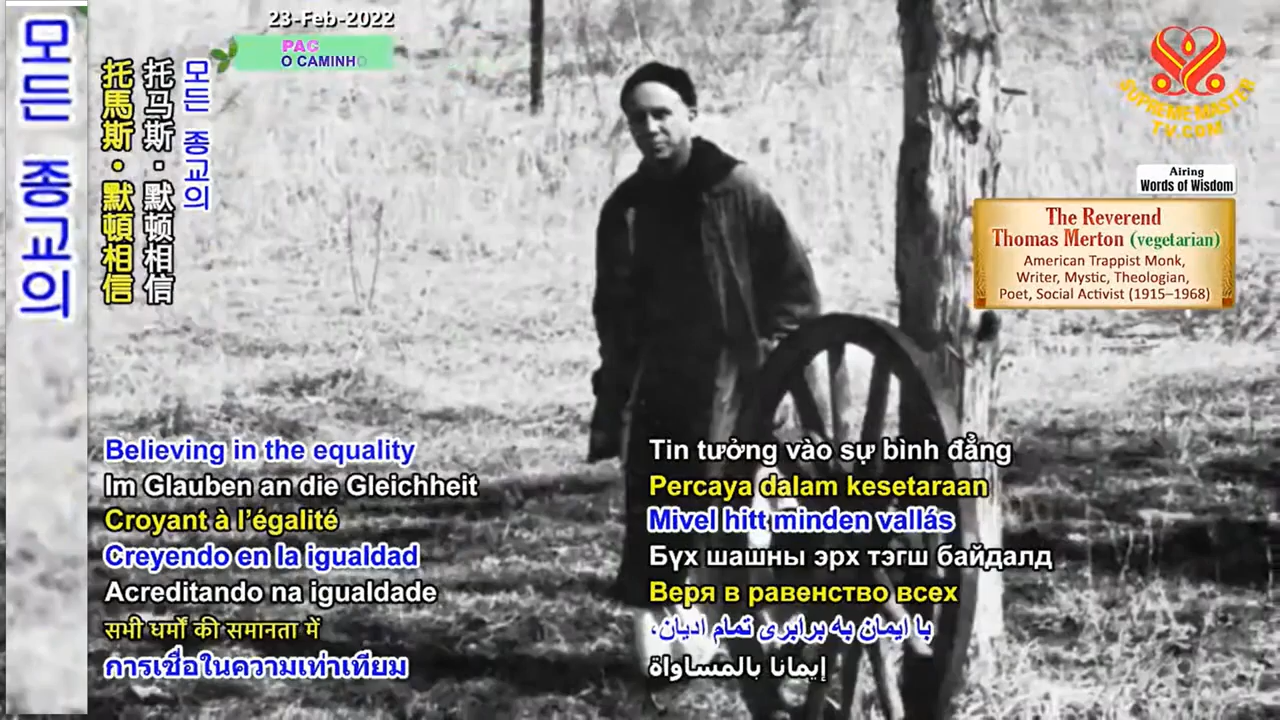 모든 종교의
23-Feb-2022
PAC
O CAMINHO
托馬斯·默頓相信
托马斯·默顿相信
모든 종교의
SUPREME MASTER
TV.COM
Airing
Words of Wisdom
The Reverend
Thomas Merton (vegetarian)
American Trappist Monk,
Writer, Mystic, Theologian,
Poet, Social Activist (1915–1968)
Believing in the equality
Im Glauben an die Gleichheit
Croyant à l’égalité
Creyendo en la igualdad
Acreditando na igualdade
सभी धर्मों की समानता में
การเชื่อในความเท่าเทียม
Tin tưởng vào sự bình đẳng
Percaya dalam kesetaraan
Mivel hitt minden vallás
Бүх шашны эрх тэгш байдалд
Веря в равенство всех
با ایمان به برابری تمام ادیان،
إيمانا بالمساواة